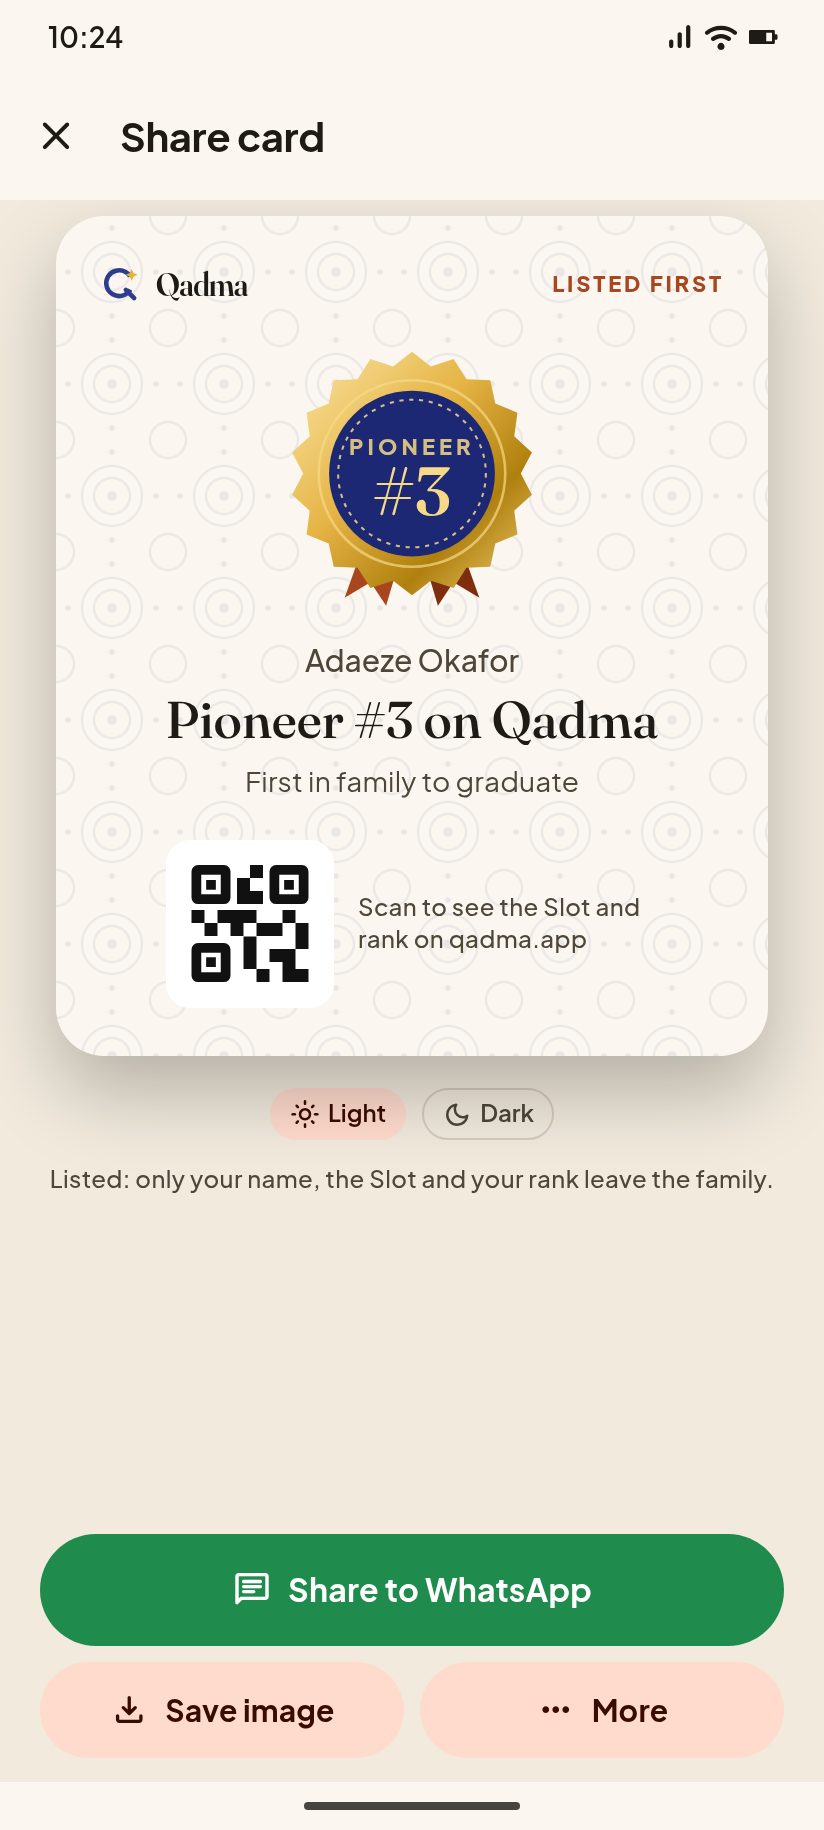 10:24
Share card
Qadma
LISTED FIRST
PIONEER
#3
Adaeze Okafor
Pioneer #3 on Qadma
First in family to graduate
Scan to see the Slot and
rank on qadma.app
Light
Dark
Listed: only your name, the Slot and your rank leave the family.
Share to WhatsApp
Save image
More